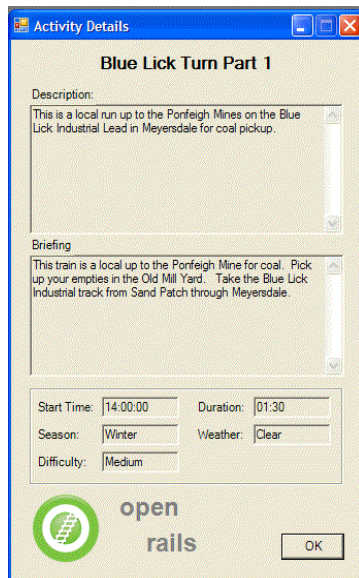 Activity Details
Blue Lick Turn Part 1
Description:
This is a local run up to the Ponfeigh Mines on the Blue
Lick Industrial Lead in Meyersdale for coal pickup.
Briefing
This train is a local up to the Ponfeigh Mine for coal.  Pick
up your empties in the Old Mill Yard.   Take the Blue Lick
Industrial track from Sand Patch through Meyersdale.
Start Time: 14:00:00 Duration: 01:30
Season: Winter Weather: Clear
Difficulty: Medium
open
rails
OK